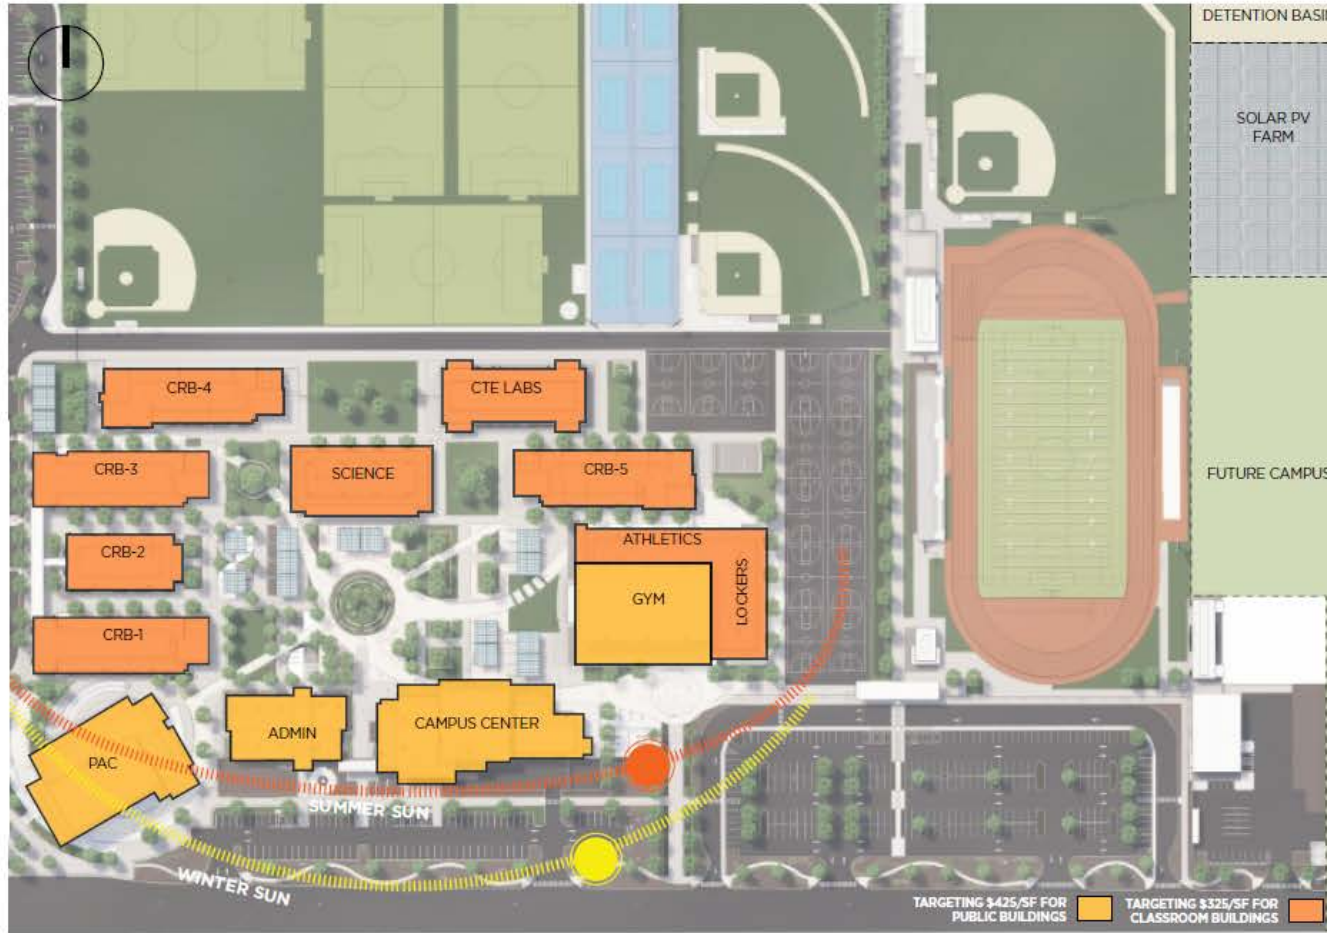 DETENTION BASI
SOLAR PV
FARM
CRB-4
CTE LABS
CRB-3
SCIENCE
CRB-5
FUTURE CAMPUS
CRB-2
ATHLETICS
LOCKERS
GYM
CRB-1
ADMIN
CAMPUS CENTER
PAC
SUMMER SUN
WINTER SUN
TARGETING $425/SF FOR
PUBLIC BUILDINGS
TARGETING $325/SF FOR
CLASSROOM BUILDINGS